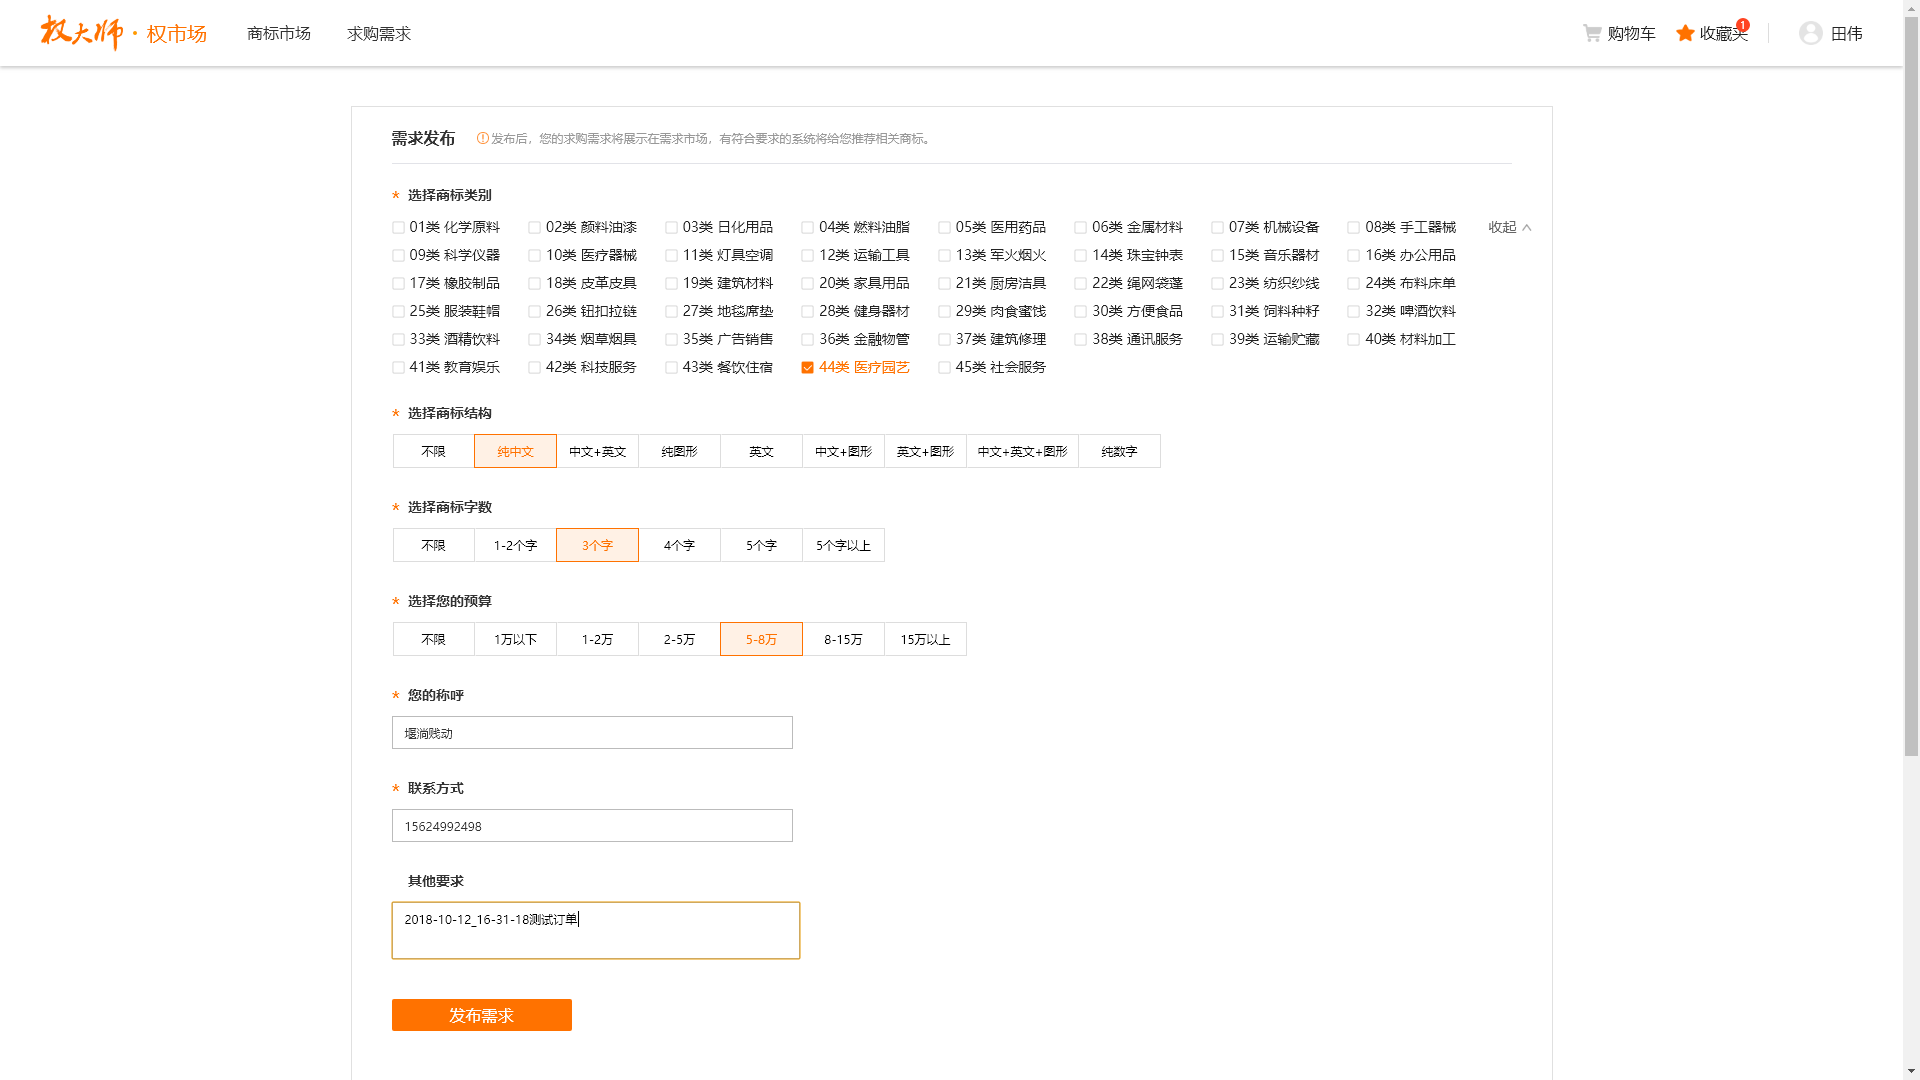 权大师·权市场 商标市场 求购需求 购物车 收藏夹 1 田伟
需求发布 发布后，您的求购需求将展示在需求市场，有符合要求的系统将给您推荐相关商标。
* 选择商标类别
01类 化学原料 02类 颜料油漆 03类 日化用品 04类 燃料油脂 05类 医用药品 06类 金属材料 07类 机械设备 08类 手工器械 收起
09类 科学仪器 10类 医疗器械 11类 灯具空调 12类 运输工具 13类 军火烟火 14类 珠宝钟表 15类 音乐器材 16类 办公用品
17类 橡胶制品 18类 皮革皮具 19类 建筑材料 20类 家具用品 21类 厨房洁具 22类 绳网袋篷 23类 纺织纱线 24类 布料床单
25类 服装鞋帽 26类 钮扣拉链 27类 地毯席垫 28类 健身器材 29类 肉食蜜饯 30类 方便食品 31类 饲料种籽 32类 啤酒饮料
33类 酒精饮料 34类 烟草烟具 35类 广告销售 36类 金融物管 37类 建筑修理 38类 通讯服务 39类 运输贮藏 40类 材料加工
41类 教育娱乐 42类 科技服务 43类 餐饮住宿 44类 医疗园艺 45类 社会服务
* 选择商标结构
不限 纯中文 中文+英文 纯图形 英文 中文+图形 英文+图形 中文+英文+图形 纯数字
* 选择商标字数
不限 1-2个字 3个字 4个字 5个字 5个字以上
* 选择您的预算
不限 1万以下 1-2万 2-5万 5-8万 8-15万 15万以上
* 您的称呼
堰淌贱动
* 联系方式
15624992498
其他要求
2018-10-12_16-31-18测试订单
发布需求